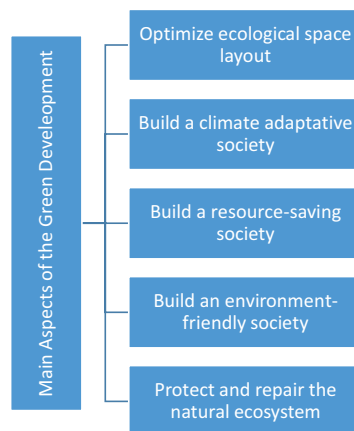 Main Aspects of the Green Develeopment
Optimize ecological space
layout
Build a climate adaptative
society
Build a resource-saving
society
Build an environment-
friendly society
Protect and repair the
natural ecosystem